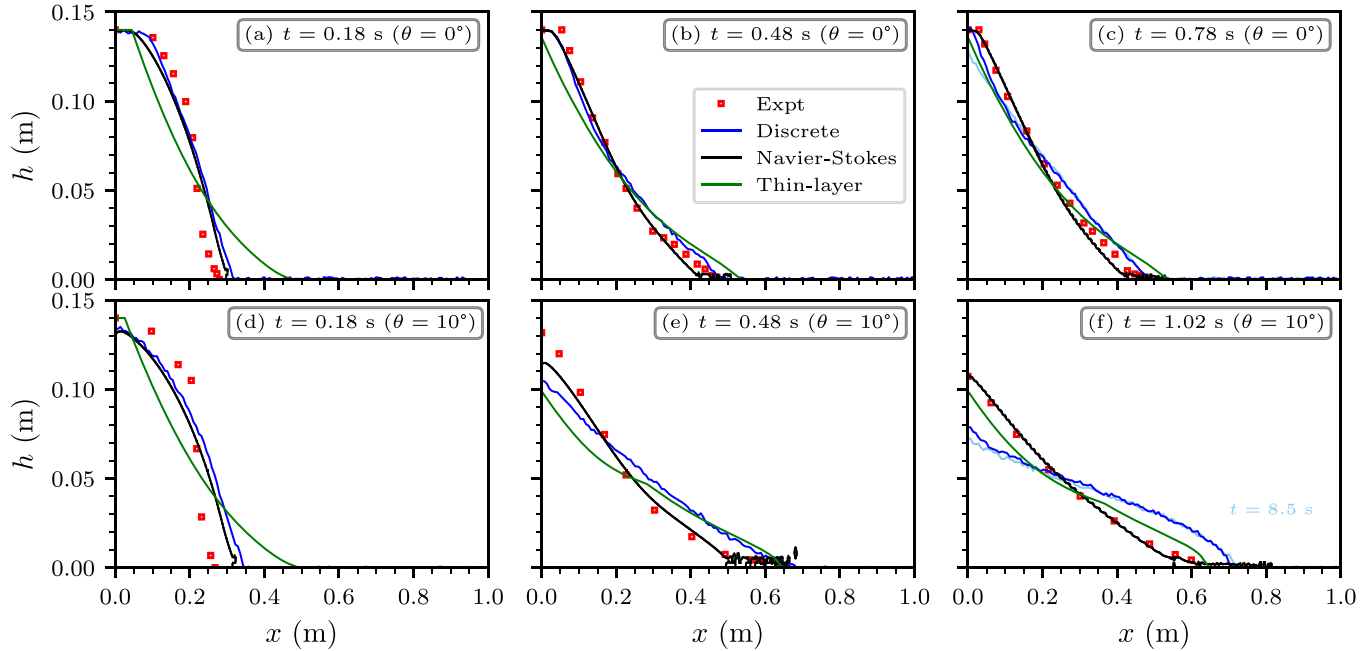 0.15
0.10
0.05
0.00
h (m)
(a) t = 0.18 s (θ = 0°)
(b) t = 0.48 s (θ = 0°)
Expt
Discrete
Navier-Stokes
Thin-layer
(c) t = 0.78 s (θ = 0°)
0.15
0.10
0.05
0.00
h (m)
(d) t = 0.18 s (θ = 10°)
(e) t = 0.48 s (θ = 10°)
(f) t = 1.02 s (θ = 10°)
t = 8.5 s
0.0 0.2 0.4 0.6 0.8 1.0
0.0 0.2 0.4 0.6 0.8 1.0
0.0 0.2 0.4 0.6 0.8 1.0
x (m)
x (m)
x (m)